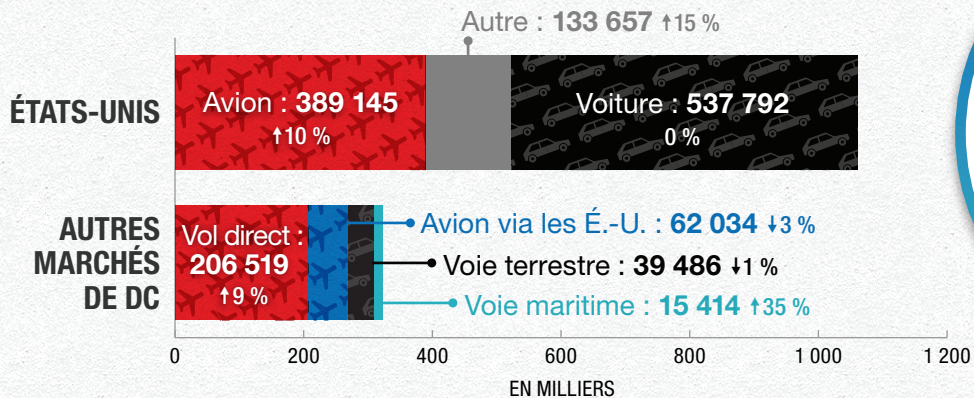 Autre : 133 657 ↑15 %
ÉTATS-UNIS
Avion : 389 145
↑10 %
Voiture : 537 792
0 %
AUTRES
MARCHÉS
DE DC
Vol direct :
206 519
↑9 %
Avion via les É.-U. : 62 034 ↓3 %
Voie terrestre : 39 486 ↓1 %
Voie maritime : 15 414 ↑35 %
0 200 400 600 800 1 000 1 200
EN MILLIERS